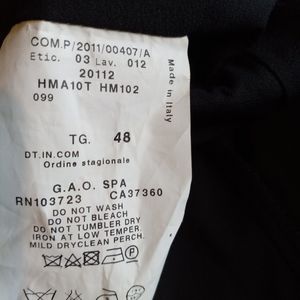 COM.P/2011/00407/A
Etic. 03 Lav. 012
20112
HMA10T HM102
099
Made in Italy
TG. 48
DT.IN.COM
Ordine stagionale
G.A.O. SPA
RN103723 CA37360
DO NOT WASH
DO NOT BLEACH
DO NOT TUMBLER DRY
IRON AT LOW TEMPER.
MILD DRYCLEAN PERCH.
P